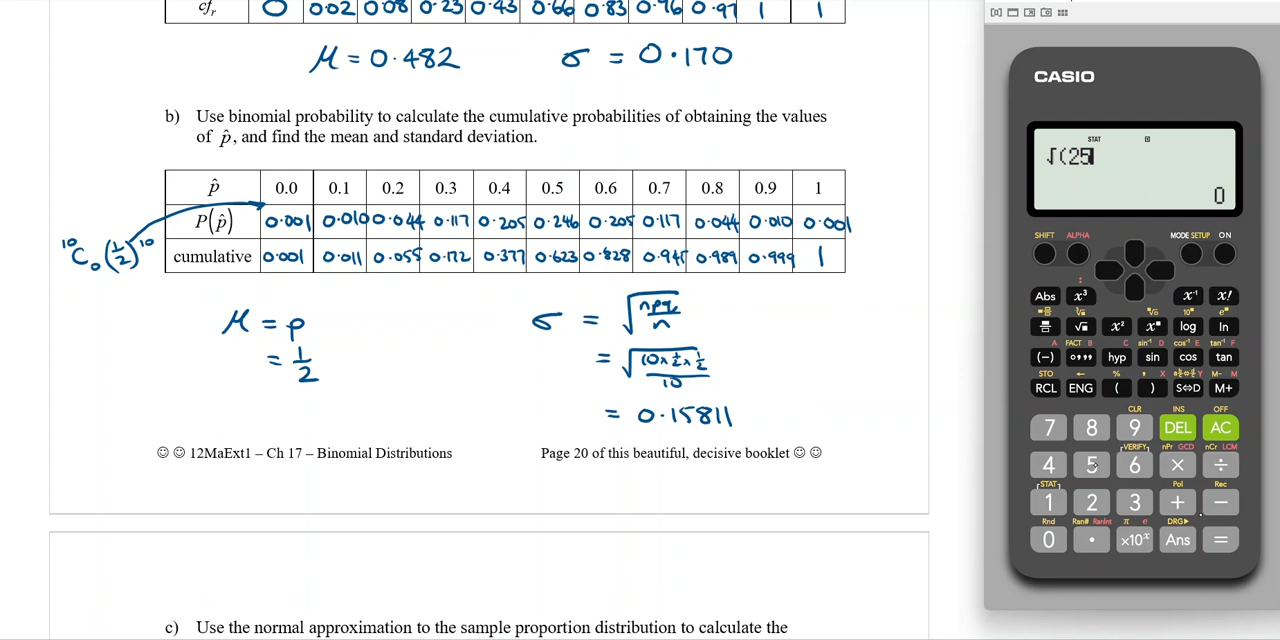 cfr 0 0.02 0.08 0.23 0.43 0.66 0.83 0.96 0.97 1 1
μ = 0.482 σ = 0.170
b) Use binomial probability to calculate the cumulative probabilities of obtaining the values
of p̂, and find the mean and standard deviation.
p̂ 0.0 0.1 0.2 0.3 0.4 0.5 0.6 0.7 0.8 0.9 1
P(p̂) 0.001 0.010 0.044 0.117 0.205 0.246 0.205 0.117 0.044 0.010 0.001
¹⁰C₀(½)¹⁰
cumulative 0.001 0.011 0.055 0.172 0.377 0.623 0.828 0.945 0.989 0.999 1
μ = p
= 1/2
σ = √(npq)/n
= √(10×½×½)/10
= 0.15811
☺ ☺ 12MaExt1 – Ch 17 – Binomial Distributions Page 20 of this beautiful, decisive booklet ☺ ☺
c) Use the normal approximation to the sample proportion distribution to calculate the
CASIO
STAT D
√(25
0
SHIFT ALPHA MODE SETUP ON
Abs x³ x⁻¹ x!
√ x² log ln
(−) hyp sin cos tan
RCL ENG ( ) S⇔D M+
7 8 9 DEL AC
4 5 6 × ÷
1 2 3 + −
0 . ×10ˣ Ans =